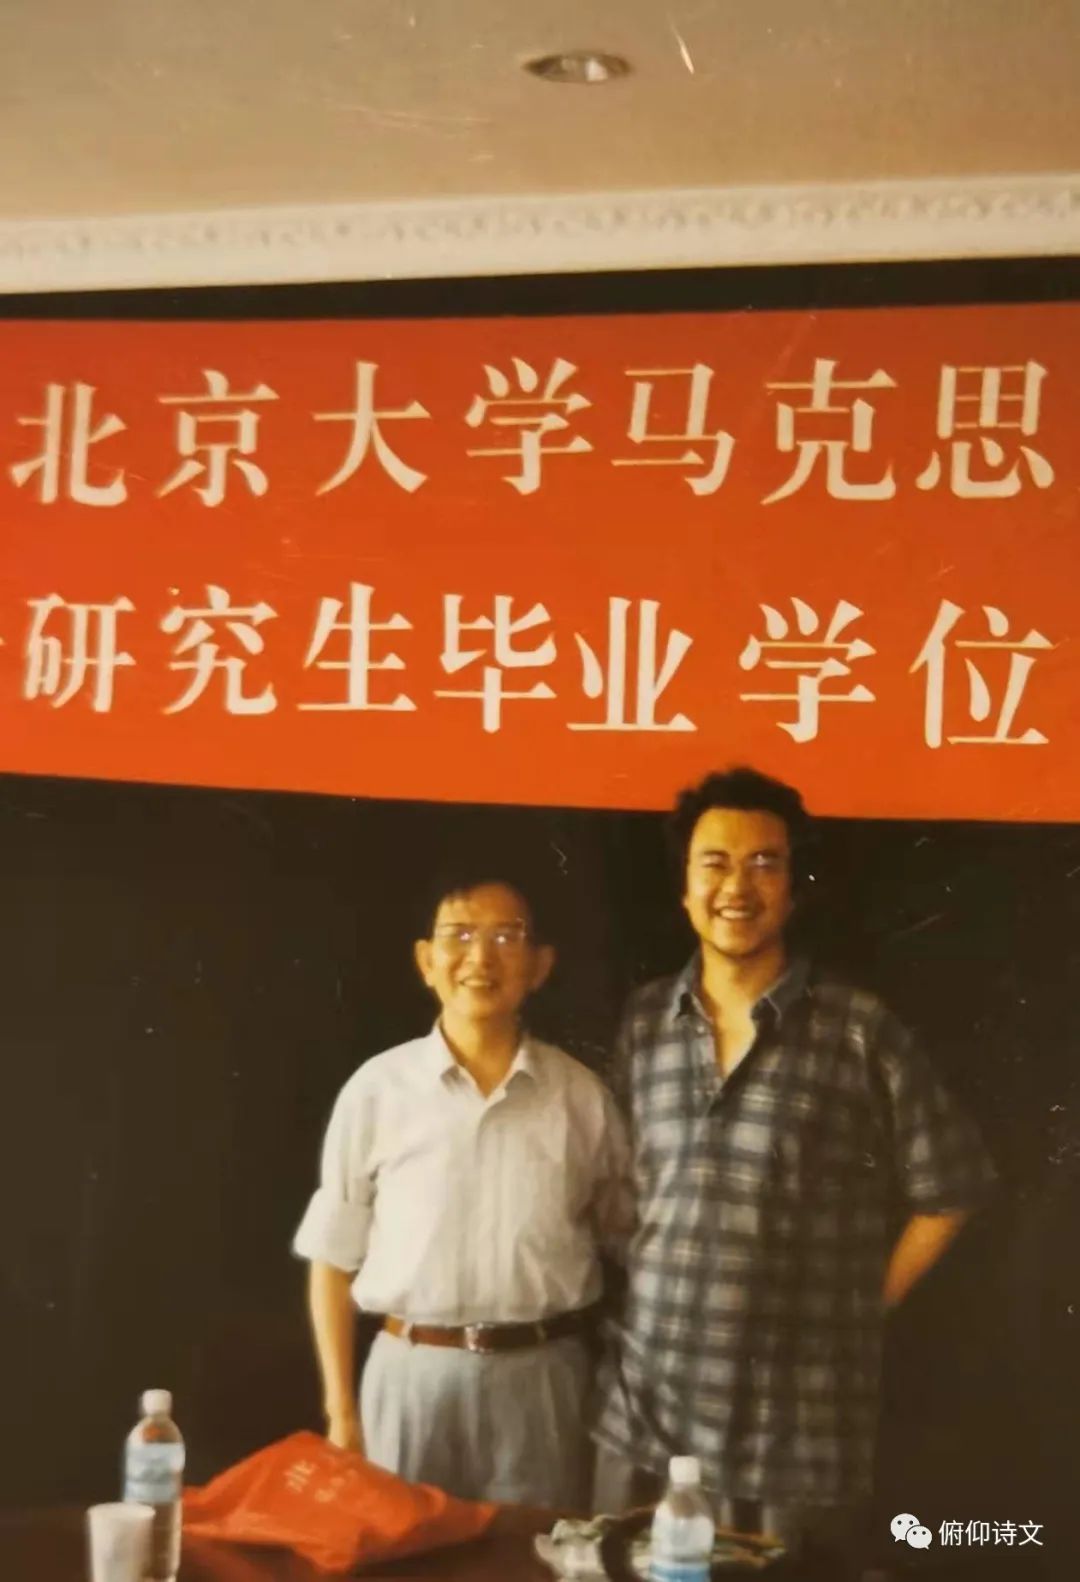 北京大学马克思
研究生毕业学位
俯仰诗文